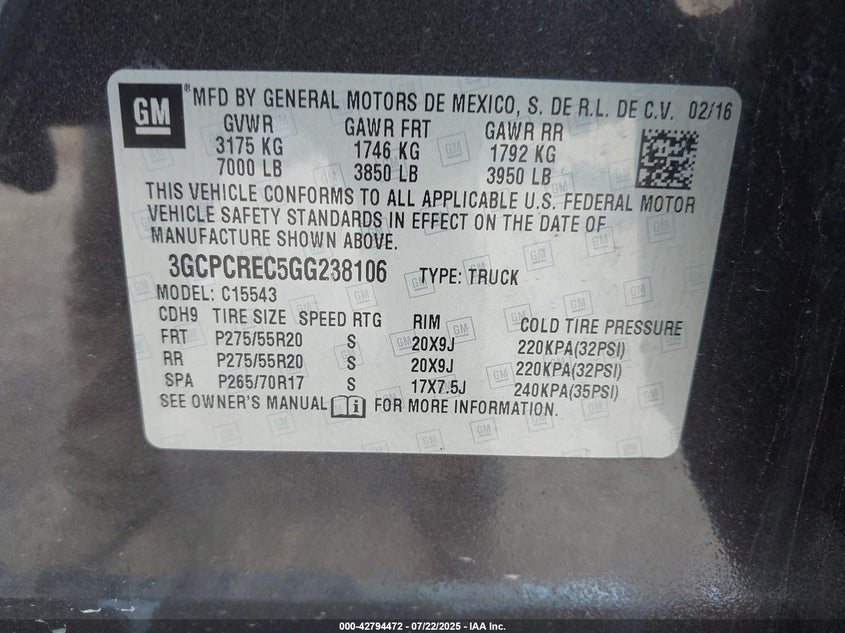 GM ® MFD BY GENERAL MOTORS DE MEXICO, S. DE R.L. DE C.V. 02/16
GVWR GAWR FRT GAWR RR
3175 KG 1746 KG 1792 KG
7000 LB 3850 LB 3950 LB
THIS VEHICLE CONFORMS TO ALL APPLICABLE U.S. FEDERAL MOTOR
VEHICLE SAFETY STANDARDS IN EFFECT ON THE DATE OF
MANUFACTURE SHOWN ABOVE.
3GCPCREC5GG238106 TYPE: TRUCK
MODEL: C15543
CDH9 TIRE SIZE SPEED RTG RIM COLD TIRE PRESSURE
FRT P275/55R20 S 20X9J 220KPA(32PSI)
RR P275/55R20 S 20X9J 220KPA(32PSI)
SPA P265/70R17 S 17X7.5J 240KPA(35PSI)
SEE OWNER'S MANUAL i FOR MORE INFORMATION.
000-42794472 - 07/22/2025 - IAA Inc.